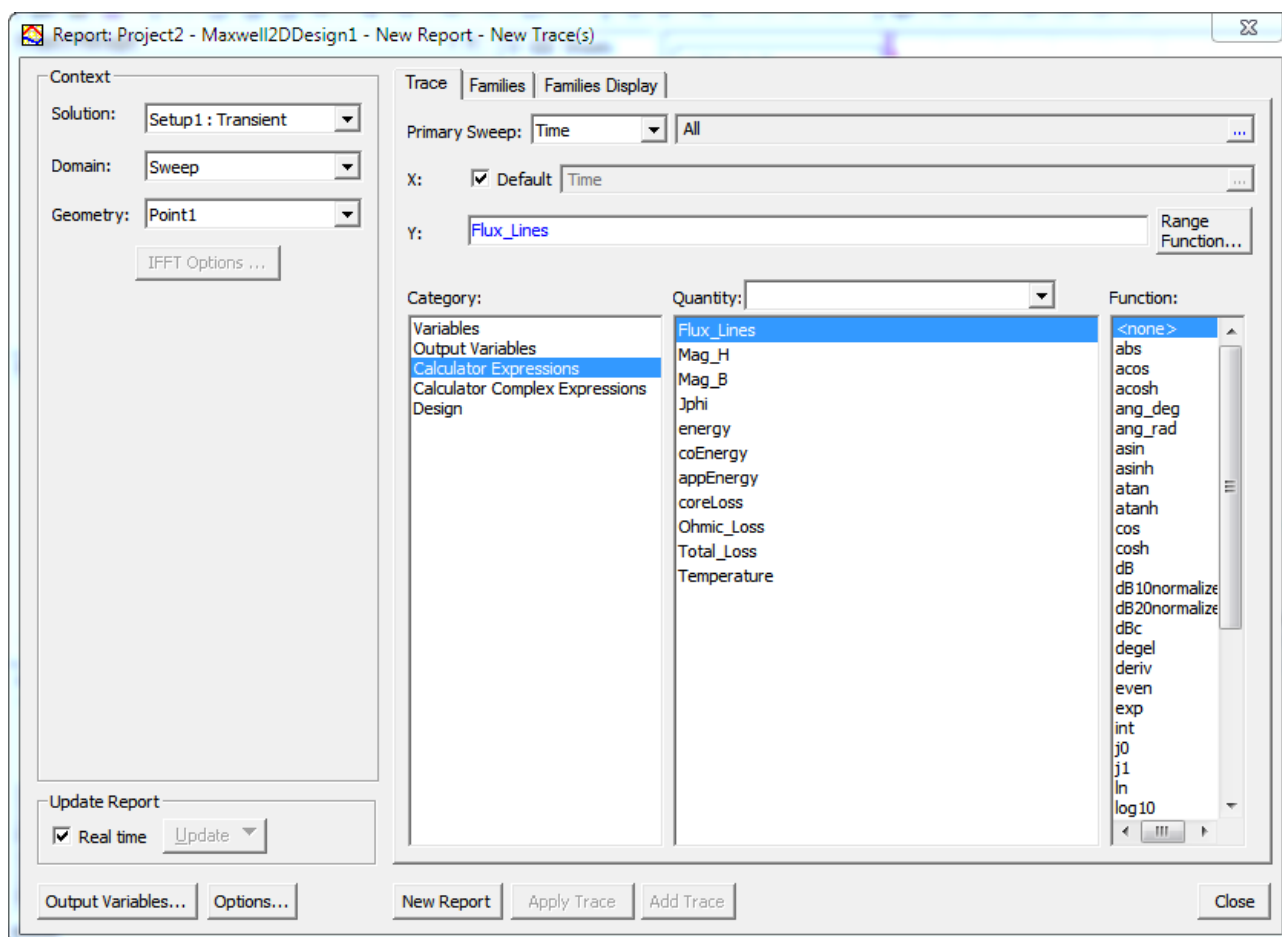 Report: Project2 - Maxwell2DDesign1 - New Report - New Trace(s)
Context
Solution: Setup1 : Transient
Domain: Sweep
Geometry: Point1
IFFT Options ...
Update Report
Real time Update
Output Variables... Options...
Trace Families Families Display
Primary Sweep: Time All ...
X: Default Time ...
Y: Flux_Lines Range Function...
Category:
Variables
Output Variables
Calculator Expressions
Calculator Complex Expressions
Design
Quantity:
Flux_Lines
Mag_H
Mag_B
Jphi
energy
coEnergy
appEnergy
coreLoss
Ohmic_Loss
Total_Loss
Temperature
Function:
<none>
abs
acos
acosh
ang_deg
ang_rad
asin
asinh
atan
atanh
cos
cosh
dB
dB10normalize
dB20normalize
dBc
degel
deriv
even
exp
int
j0
j1
ln
log10
New Report Apply Trace Add Trace Close